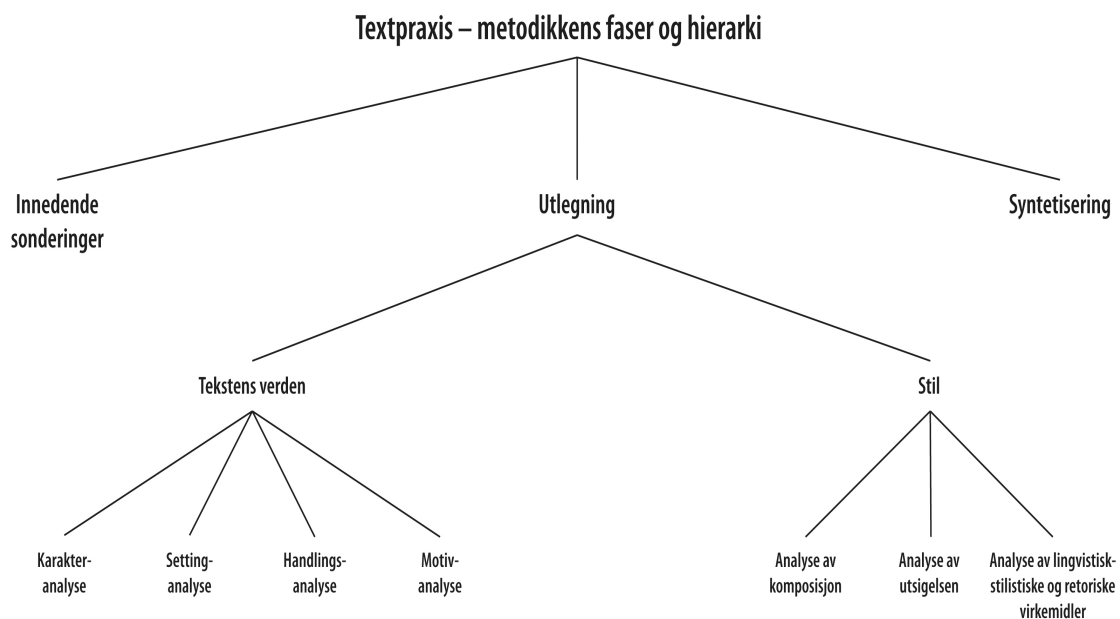 Textpraxis – metodikkens faser og hierarki
Innedende
sonderinger
Utlegning
Syntetisering
Tekstens verden
Stil
Karakter-
analyse
Setting-
analyse
Handlings-
analyse
Motiv-
analyse
Analyse av
komposisjon
Analyse av
utsigelsen
Analyse av lingvistisk-
stilistiske og retoriske
virkemidler